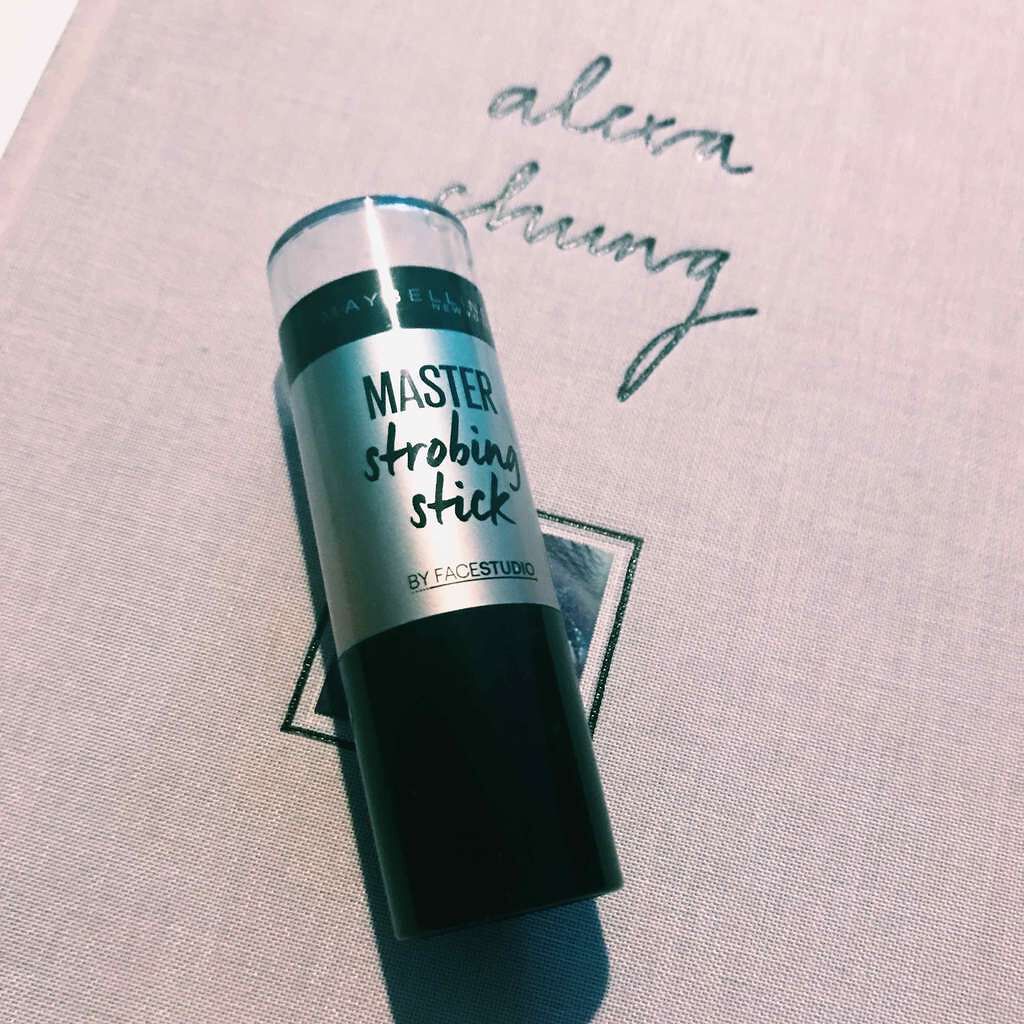 alexa
chung
MAYBELLINE
NEW YORK
MASTER
strobing
stick
BY FACESTUDIO